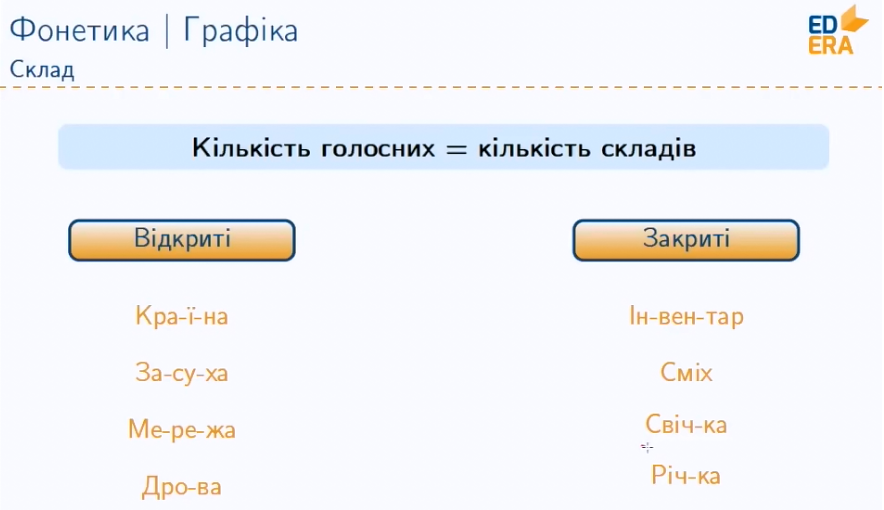 Фонетика | Графіка
ED
ERA
Склад
Кількість голосних = кількість складів
Відкриті
Закриті
Кра-ї-на
Ін-вен-тар
За-су-ха
Сміх
Ме-ре-жа
Свіч-ка
Дро-ва
Річ-ка